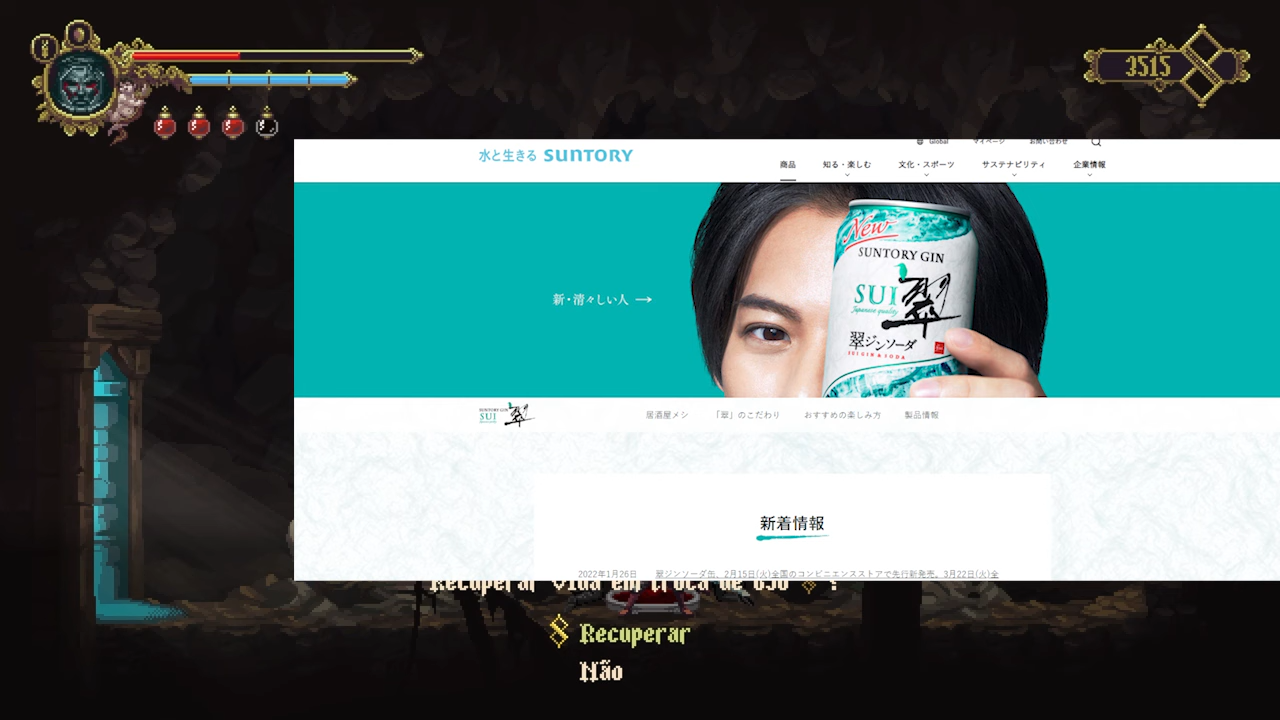 3515
Global マイページ お問い合わせ
水と生きる SUNTORY
商品 知る・楽しむ 文化・スポーツ サステナビリティ 企業情報
New
SUNTORY GIN
SUI 翠
Japanese quality
翠ジンソーダ
SUI GIN & SODA
新・清々しい人 →
SUNTORY GIN
SUI 翠
居酒屋メシ 「翠」のこだわり おすすめの楽しみ方 製品情報
新着情報
2022年1月26日 翠ジンソーダ缶、2月15日(火)全国のコンビニエンスストアで先行新発売、3月22日(火)全
Recuperar Vida em troca de 650 ?
Recuperar
Não